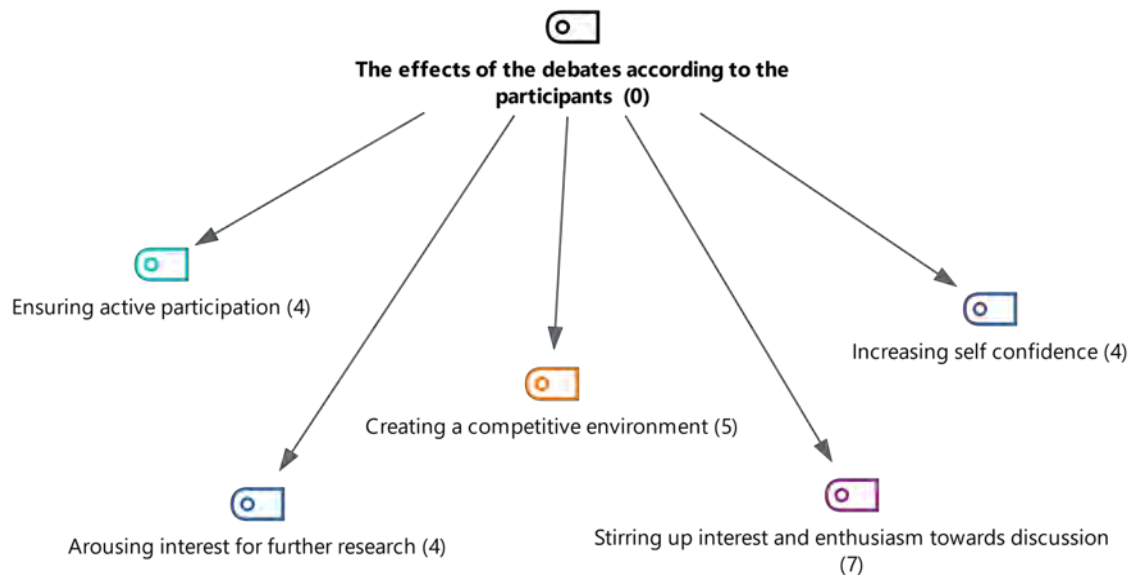 The effects of the debates according to the
participants (0)
Ensuring active participation (4)
Increasing self confidence (4)
Creating a competitive environment (5)
Arousing interest for further research (4)
Stirring up interest and enthusiasm towards discussion
(7)